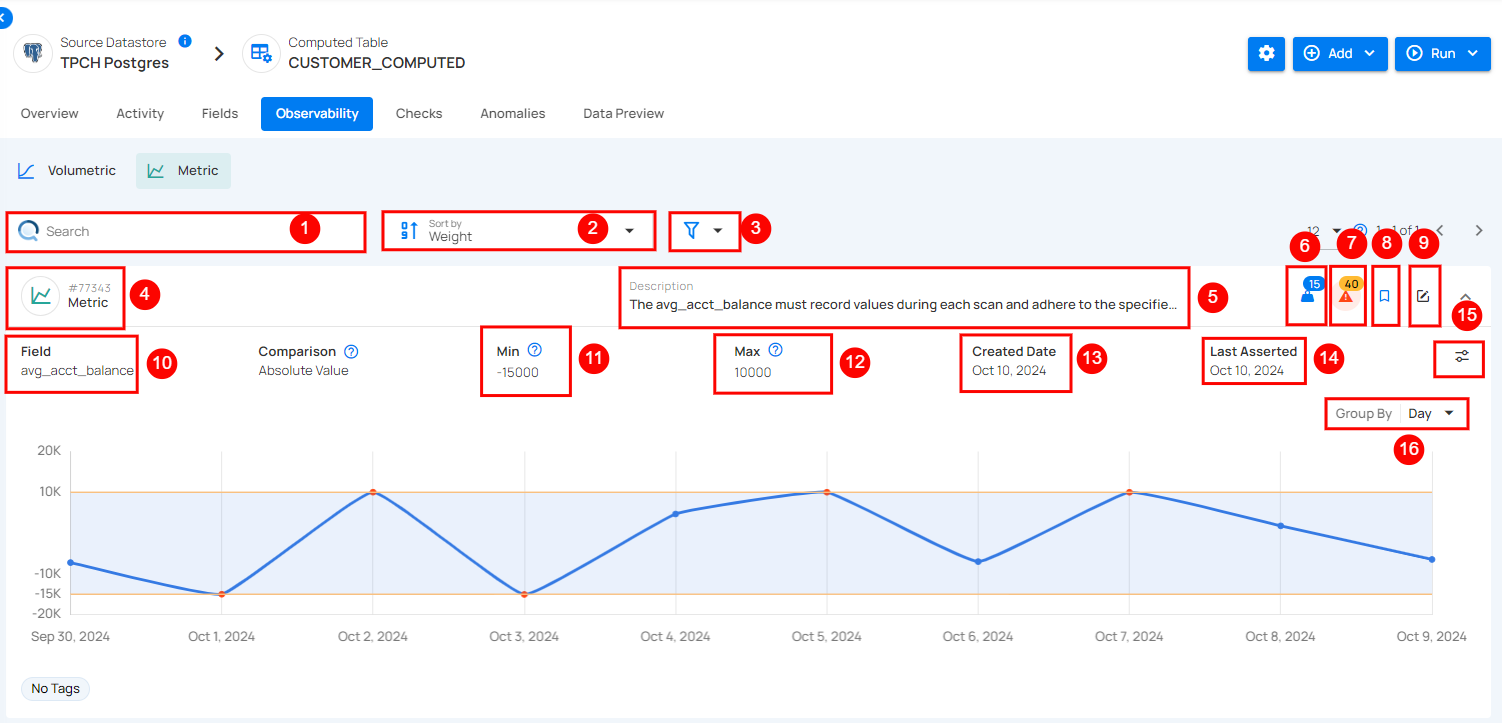 Source Datastore
TPCH Postgres
Computed Table
CUSTOMER_COMPUTED
Add
Run
Overview
Activity
Fields
Observability
Checks
Anomalies
Data Preview
Volumetric
Metric
Search
1
Sort by
Weight
2
3
12
1 of 1
6
7
8
9
#77343
Metric
4
Description
The avg_acct_balance must record values during each scan and adhere to the specifie...
5
15
40
15
Field
avg_acct_balance
10
Comparison
Absolute Value
Min
-15000
11
Max
10000
12
Created Date
Oct 10, 2024
13
Last Asserted
Oct 10, 2024
14
Group By
Day
16
20K
10K
-10K
-15K
-20K
Sep 30, 2024
Oct 1, 2024
Oct 2, 2024
Oct 3, 2024
Oct 4, 2024
Oct 5, 2024
Oct 6, 2024
Oct 7, 2024
Oct 8, 2024
Oct 9, 2024
No Tags